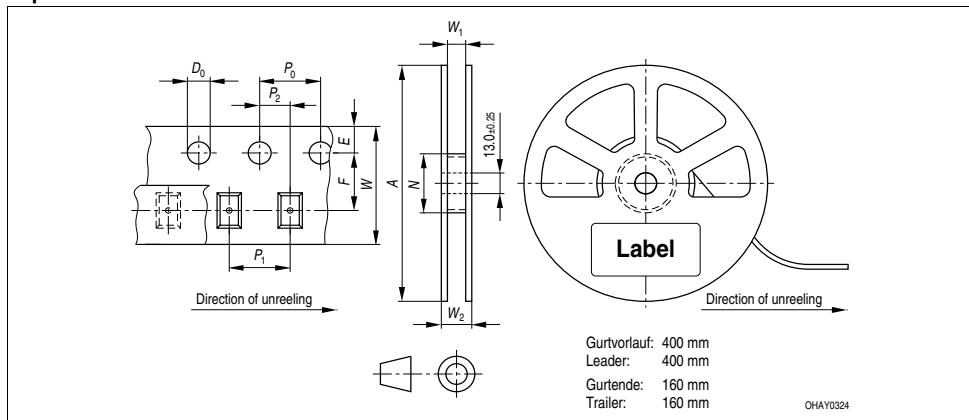 W1
D0
P0
P2
E
F
W
A
N
13.0±0.25
Label
P1
Direction of unreeling
W2
Direction of unreeling
Gurtvorlauf: 400 mm
Leader: 400 mm
Gurtende: 160 mm
Trailer: 160 mm
OHAY0324